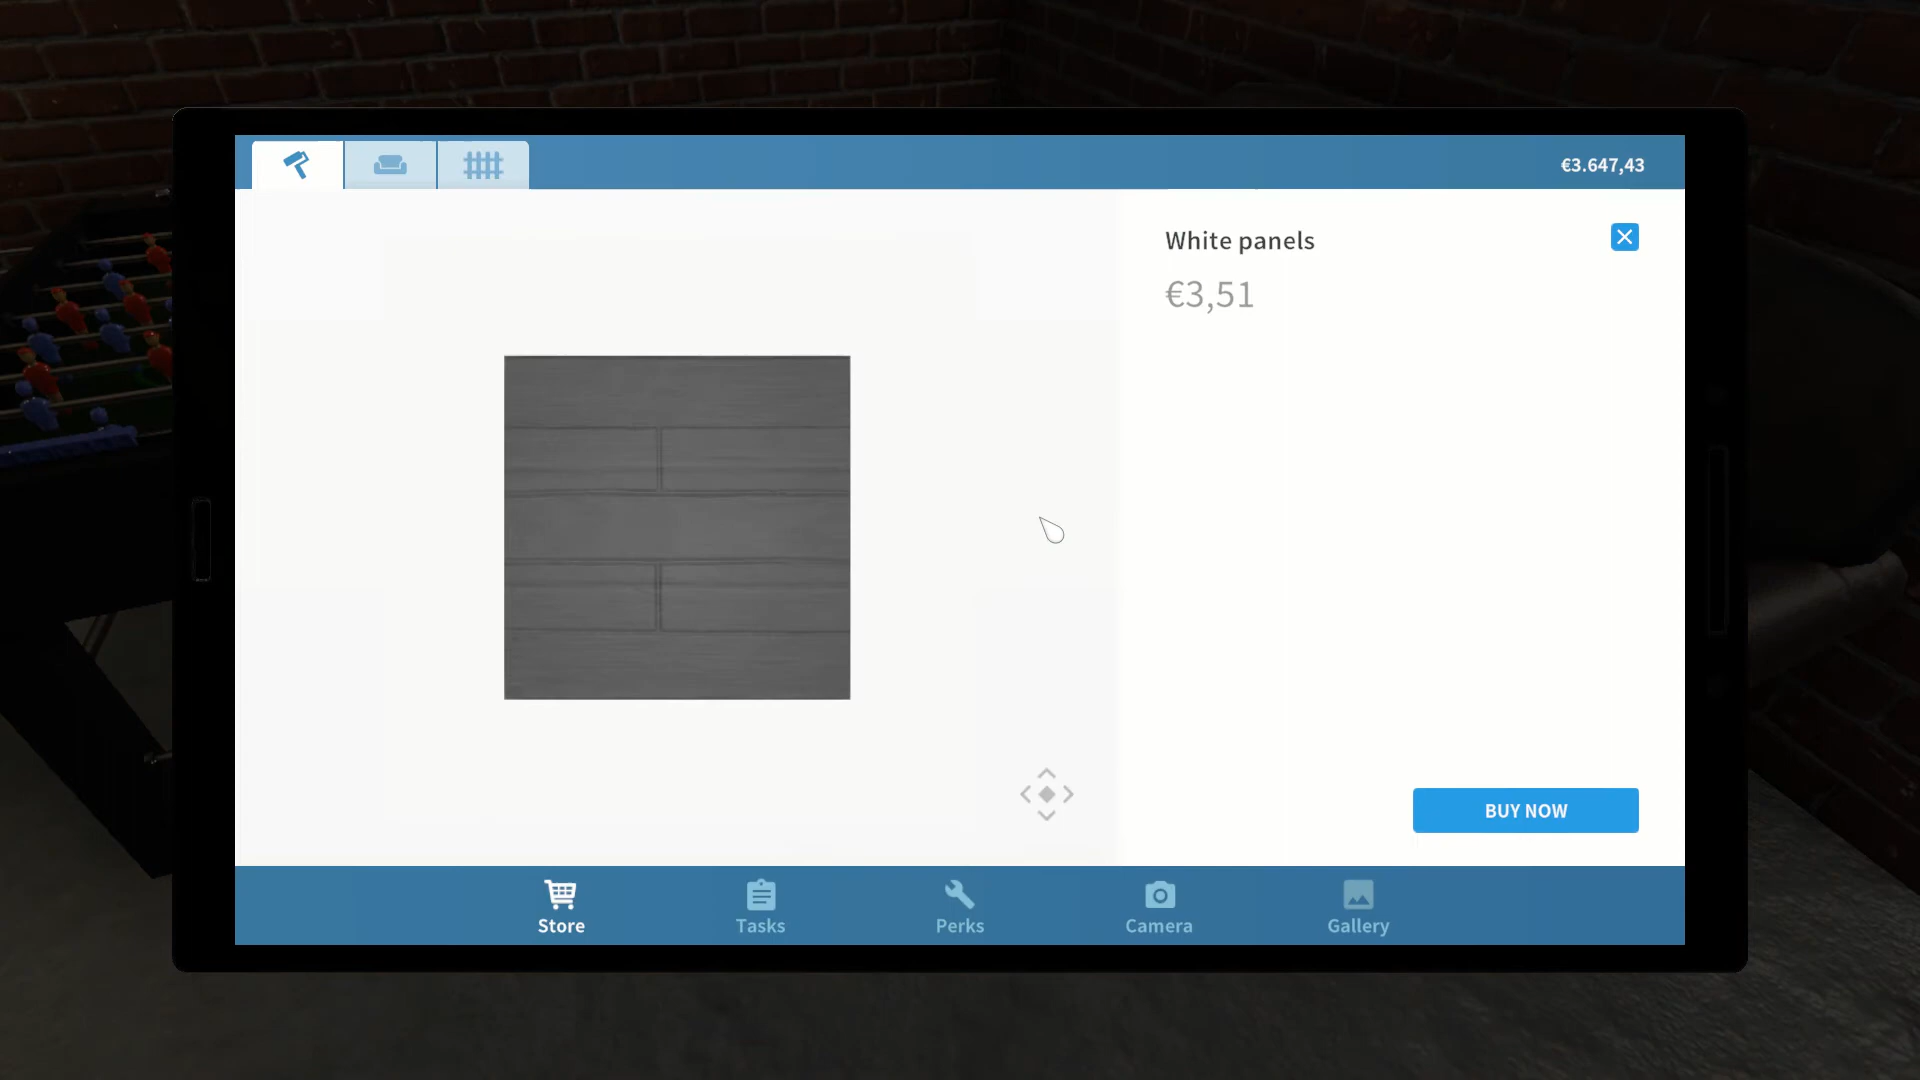 €3.647,43
White panels
€3,51
BUY NOW
Store
Tasks
Perks
Camera
Gallery